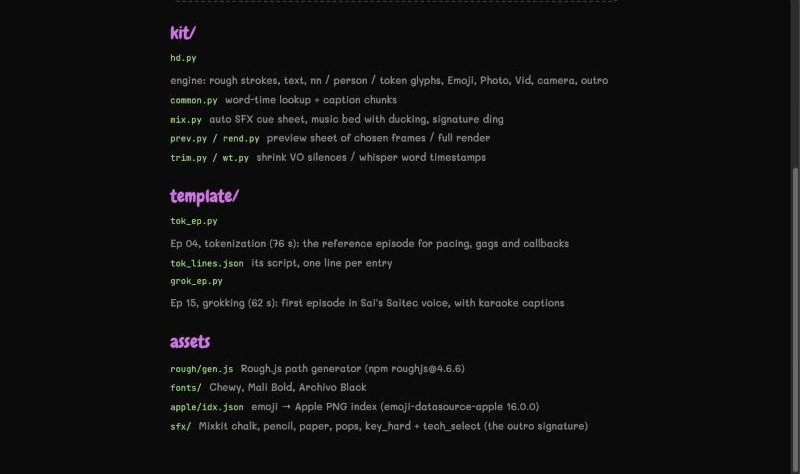 kit/
hd.py
engine: rough strokes, text, nn / person / token glyphs, Emoji, Photo, Vid, camera, outro
common.py word-time lookup + caption chunks
mix.py auto SFX cue sheet, music bed with ducking, signature ding
prev.py / rend.py preview sheet of chosen frames / full render
trim.py / wt.py shrink VO silences / whisper word timestamps
template/
tok_ep.py
Ep 04, tokenization (76 s): the reference episode for pacing, gags and callbacks
tok_lines.json its script, one line per entry
grok_ep.py
Ep 15, grokking (62 s): first episode in Sai's Saitec voice, with karaoke captions
assets
rough/gen.js Rough.js path generator (npm roughjs@4.6.6)
fonts/ Chewy, Mali Bold, Archivo Black
apple/idx.json emoji → Apple PNG index (emoji-datasource-apple 16.0.0)
sfx/ Mixkit chalk, pencil, paper, pops, key_hard + tech_select (the outro signature)